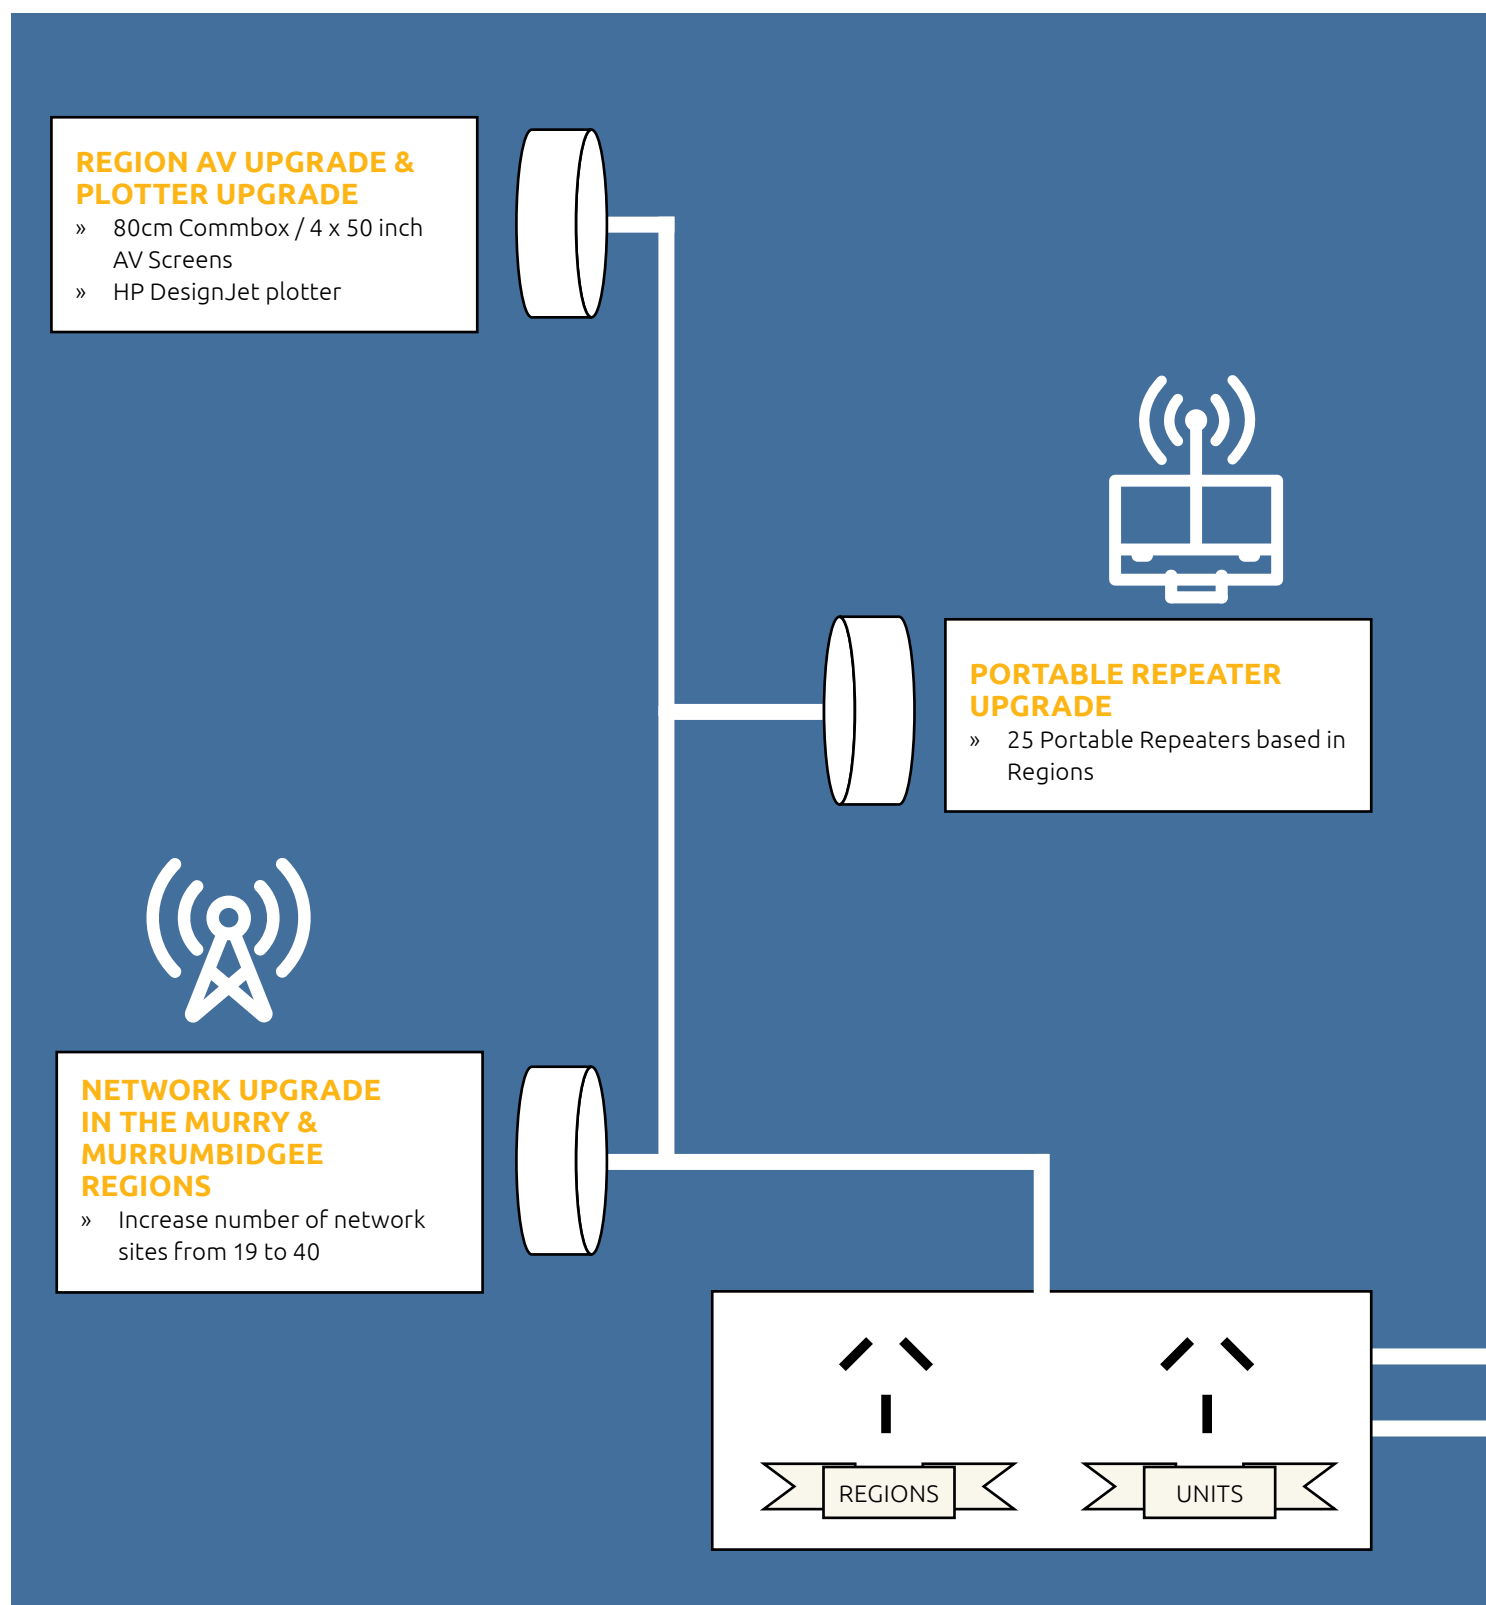 REGION AV UPGRADE &
PLOTTER UPGRADE
» 80cm Commbox / 4 x 50 inch
AV Screens
» HP DesignJet plotter
PORTABLE REPEATER
UPGRADE
» 25 Portable Repeaters based in
Regions
NETWORK UPGRADE
IN THE MURRY &
MURRUMBIDGEE
REGIONS
» Increase number of network
sites from 19 to 40
REGIONS
UNITS